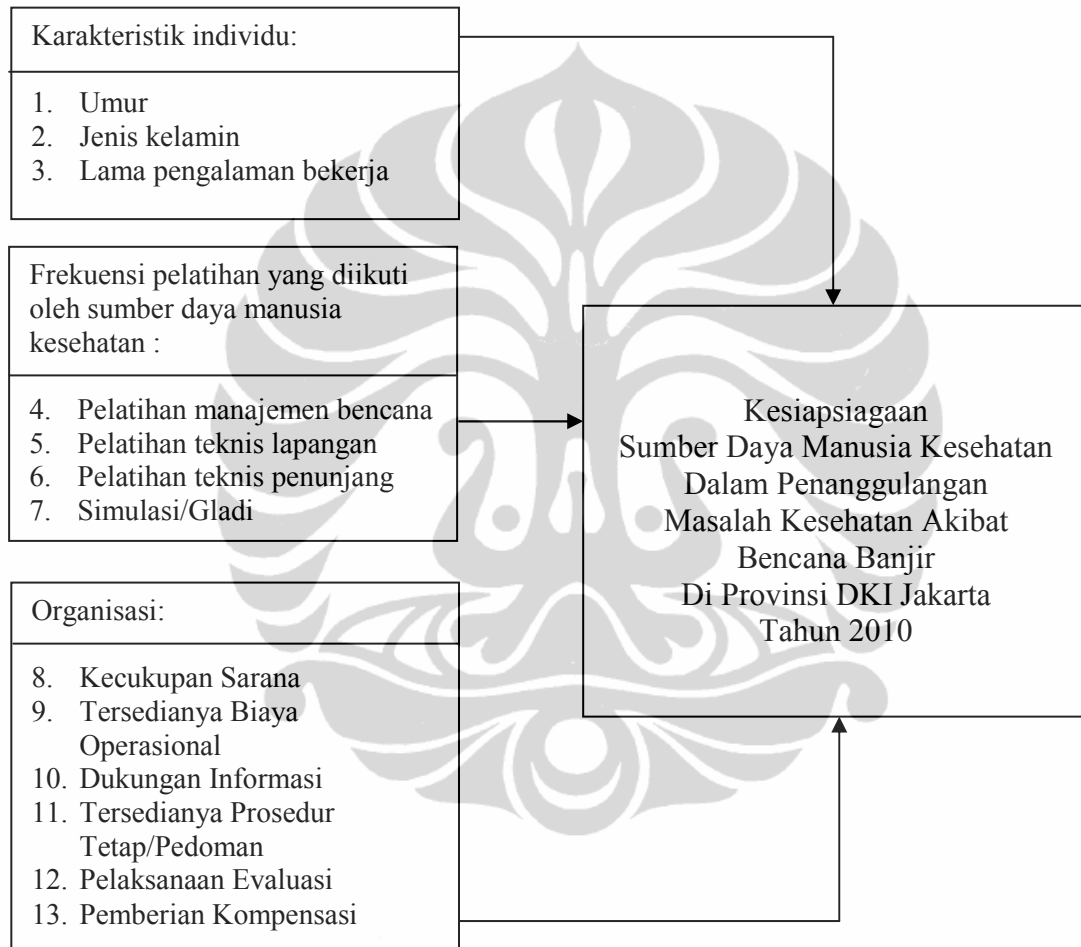 Karakteristik individu:
1. Umur
2. Jenis kelamin
3. Lama pengalaman bekerja
Frekuensi pelatihan yang diikuti
oleh sumber daya manusia
kesehatan :
4. Pelatihan manajemen bencana
5. Pelatihan teknis lapangan
6. Pelatihan teknis penunjang
7. Simulasi/Gladi
Organisasi:
8. Kecukupan Sarana
9. Tersedianya Biaya
Operasional
10. Dukungan Informasi
11. Tersedianya Prosedur
Tetap/Pedoman
12. Pelaksanaan Evaluasi
13. Pemberian Kompensasi
Kesiapsiagaan
Sumber Daya Manusia Kesehatan
Dalam Penanggulangan
Masalah Kesehatan Akibat
Bencana Banjir
Di Provinsi DKI Jakarta
Tahun 2010